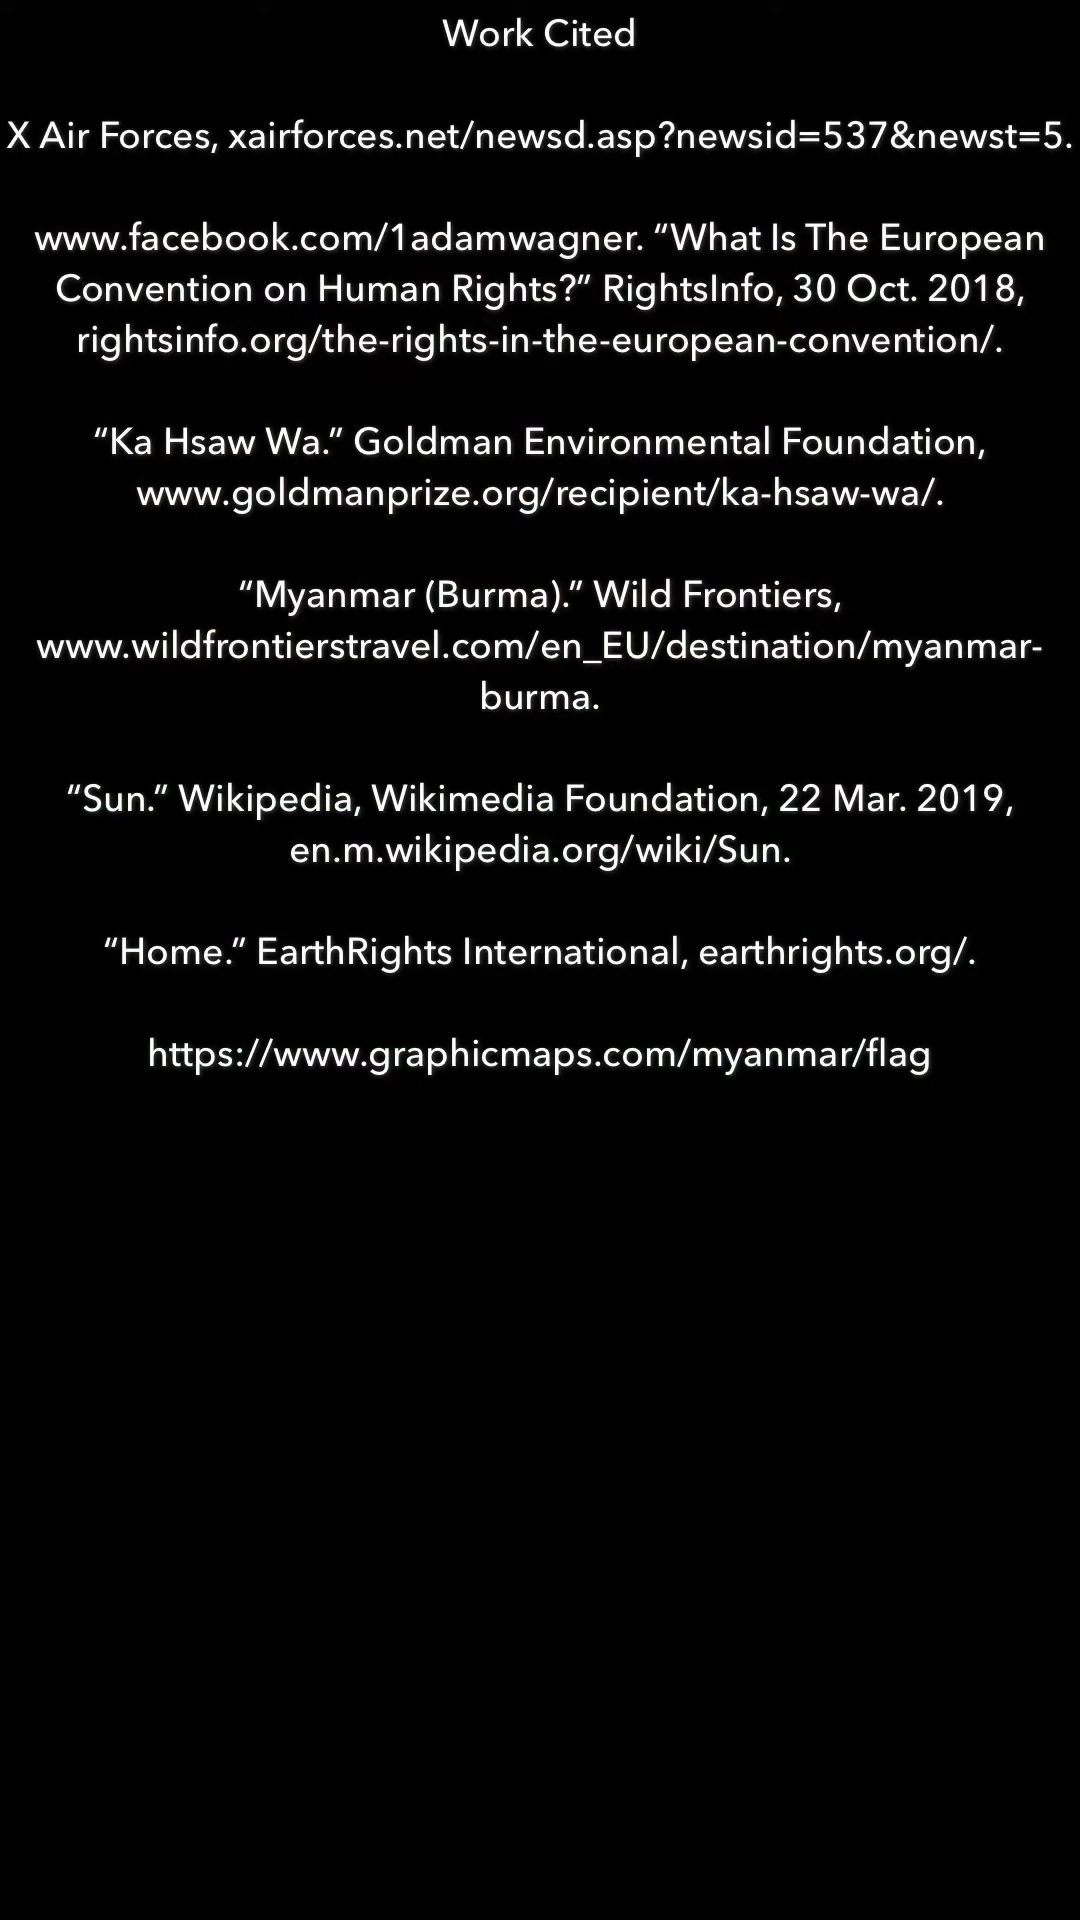 Work Cited
X Air Forces, xairforces.net/newsd.asp?newsid=537&newst=5.
www.facebook.com/1adamwagner. “What Is The European
Convention on Human Rights?” RightsInfo, 30 Oct. 2018,
rightsinfo.org/the-rights-in-the-european-convention/.
“Ka Hsaw Wa.” Goldman Environmental Foundation,
www.goldmanprize.org/recipient/ka-hsaw-wa/.
“Myanmar (Burma).” Wild Frontiers,
www.wildfrontierstravel.com/en_EU/destination/myanmar-
burma.
“Sun.” Wikipedia, Wikimedia Foundation, 22 Mar. 2019,
en.m.wikipedia.org/wiki/Sun.
“Home.” EarthRights International, earthrights.org/.
https://www.graphicmaps.com/myanmar/flag